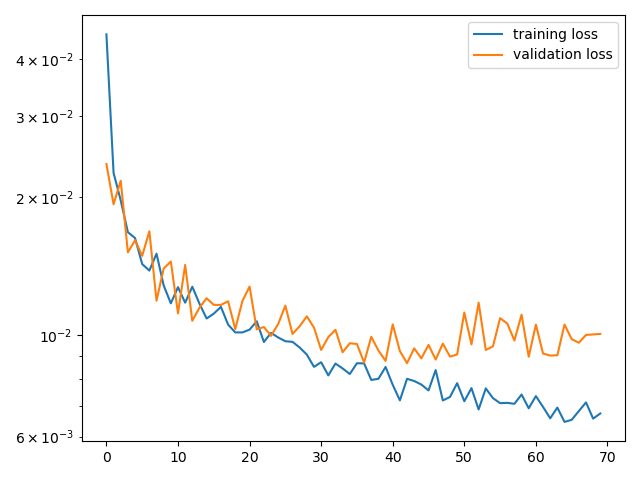 training loss
validation loss
4 × 10⁻²
3 × 10⁻²
2 × 10⁻²
10⁻²
6 × 10⁻³
0 10 20 30 40 50 60 70